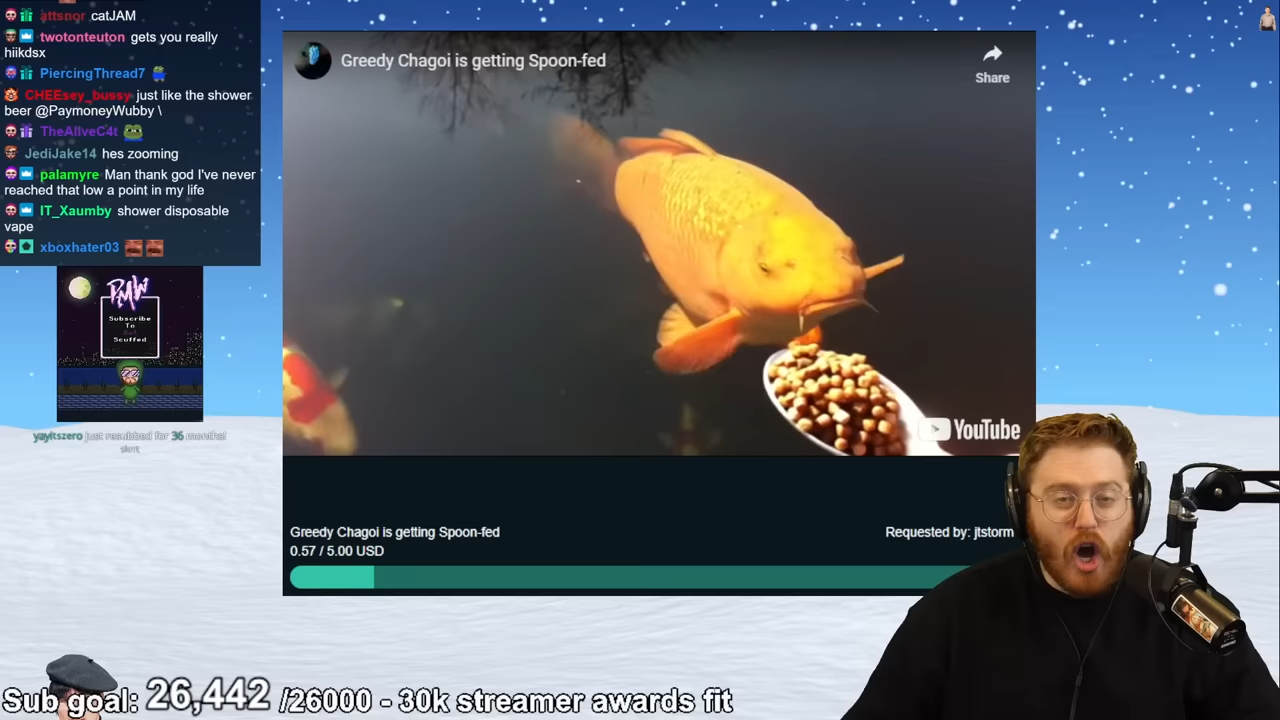 attsnor catJAM
twotonteuton gets you really
hiikdsx
PiercingThread7
CHEEsey_bussy just like the shower
beer @PaymoneyWubby \
TheAlIveC4t
JediJake14 hes zooming
palamyre Man thank god I've never
reached that low a point in my life
IT_Xaumby shower disposable
vape
xboxhater03
PMW
Subscribe
To
Scuffed
yayitszero just resubbed for 36 months!
Greedy Chagoi is getting Spoon-fed
Share
YouTube
Greedy Chagoi is getting Spoon-fed
Requested by: jtstorm
0.57 / 5.00 USD
Sub goal: 26,442 /26000 - 30k streamer awards fit